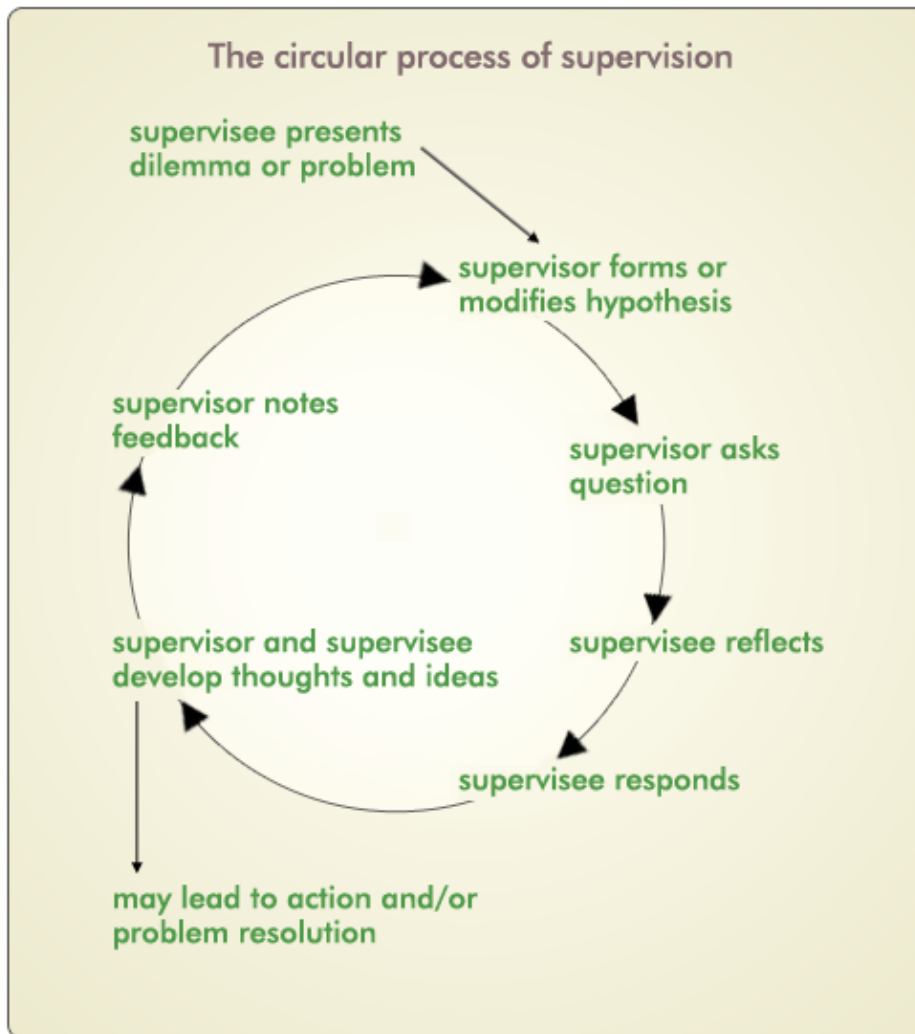 The circular process of supervision
supervisee presents
dilemma or problem
supervisor forms or
modifies hypothesis
supervisor asks
question
supervisee reflects
supervisee responds
supervisor and supervisee
develop thoughts and ideas
supervisor notes
feedback
may lead to action and/or
problem resolution